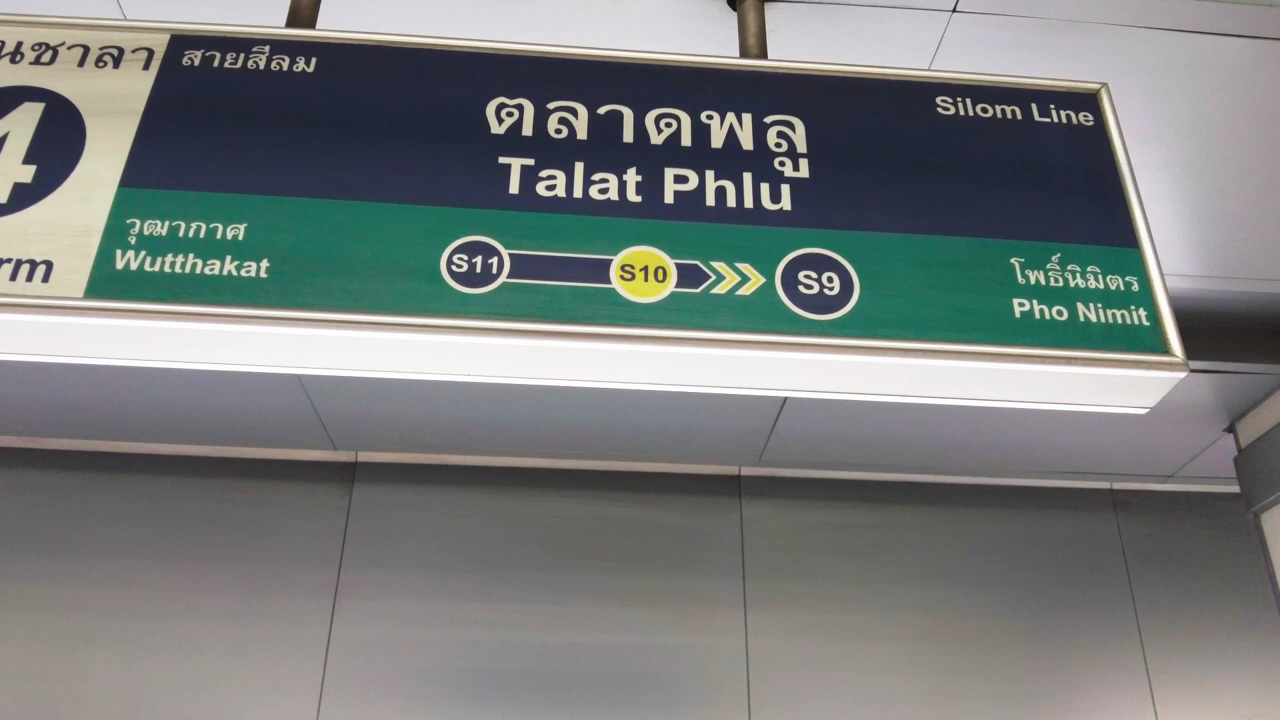 นชาลา
4
rm
สายสีลม
Silom Line
ตลาดพลู
Talat Phlu
วุฒากาศ
Wutthakat
S11
S10
S9
โพธิ์นิมิตร
Pho Nimit